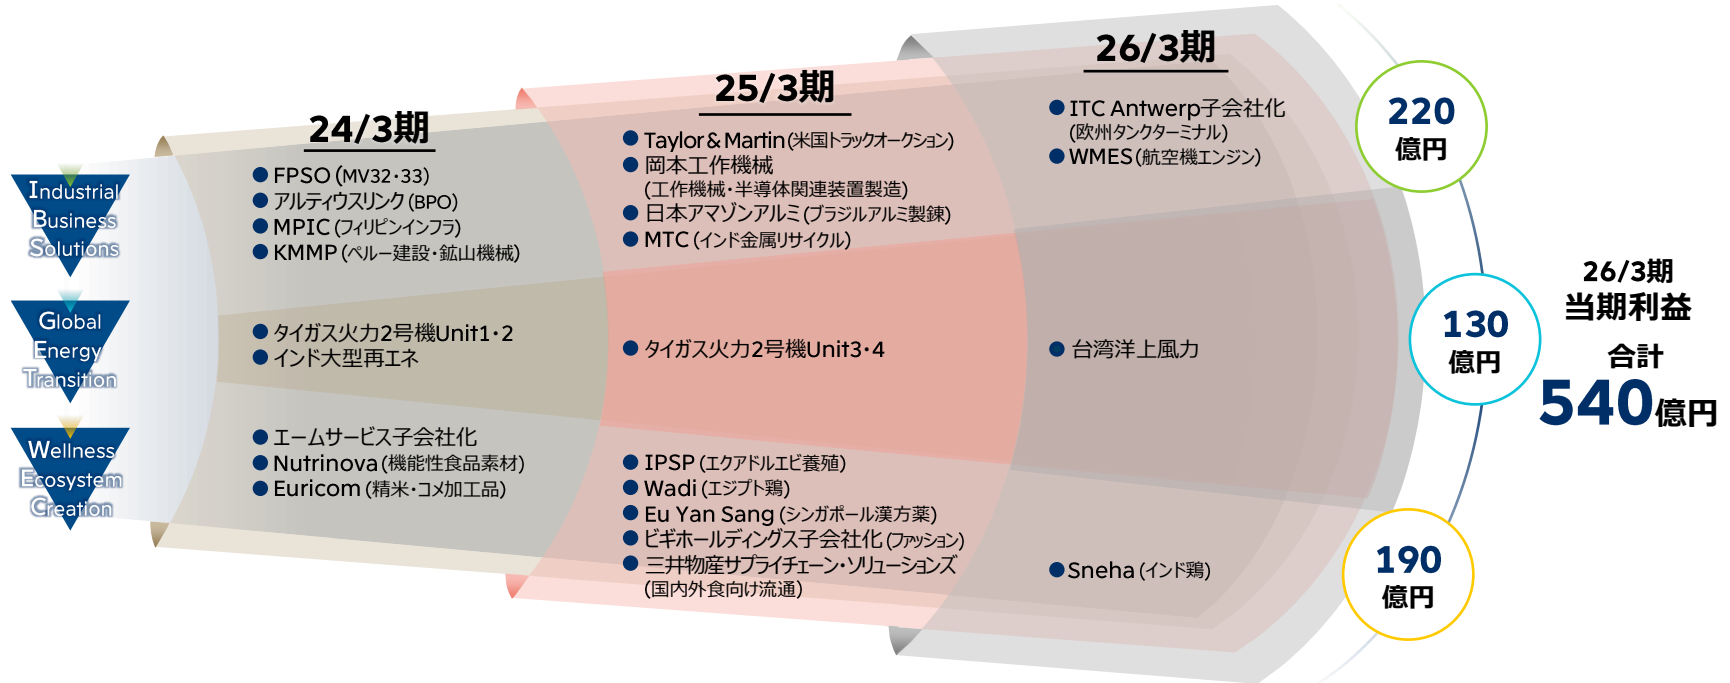 Industrial
Business
Solutions
Global
Energy
Transition
Wellness
Ecosystem
Creation
24/3期
● FPSO (MV32・33)
● アルティウスリンク (BPO)
● MPIC (フィリピンインフラ)
● KMMP (ペルー建設・鉱山機械)
● タイガス火力2号機Unit1・2
● インド大型再エネ
● エームサービス子会社化
● Nutrinova (機能性食品素材)
● Euricom (精米・コメ加工品)
25/3期
● Taylor & Martin (米国トラックオークション)
● 岡本工作機械
(工作機械・半導体関連装置製造)
● 日本アマゾンアルミ (ブラジルアルミ製錬)
● MTC (インド金属リサイクル)
● タイガス火力2号機Unit3・4
● IPSP (エクアドルエビ養殖)
● Wadi (エジプト鶏)
● Eu Yan Sang (シンガポール漢方薬)
● ビギホールディングス子会社化 (ファッション)
● 三井物産サプライチェーン・ソリューションズ
(国内外食向け流通)
26/3期
● ITC Antwerp子会社化
(欧州タンクターミナル)
● WMES (航空機エンジン)
● 台湾洋上風力
● Sneha (インド鶏)
220
億円
130
億円
190
億円
26/3期
当期利益
合計
540億円